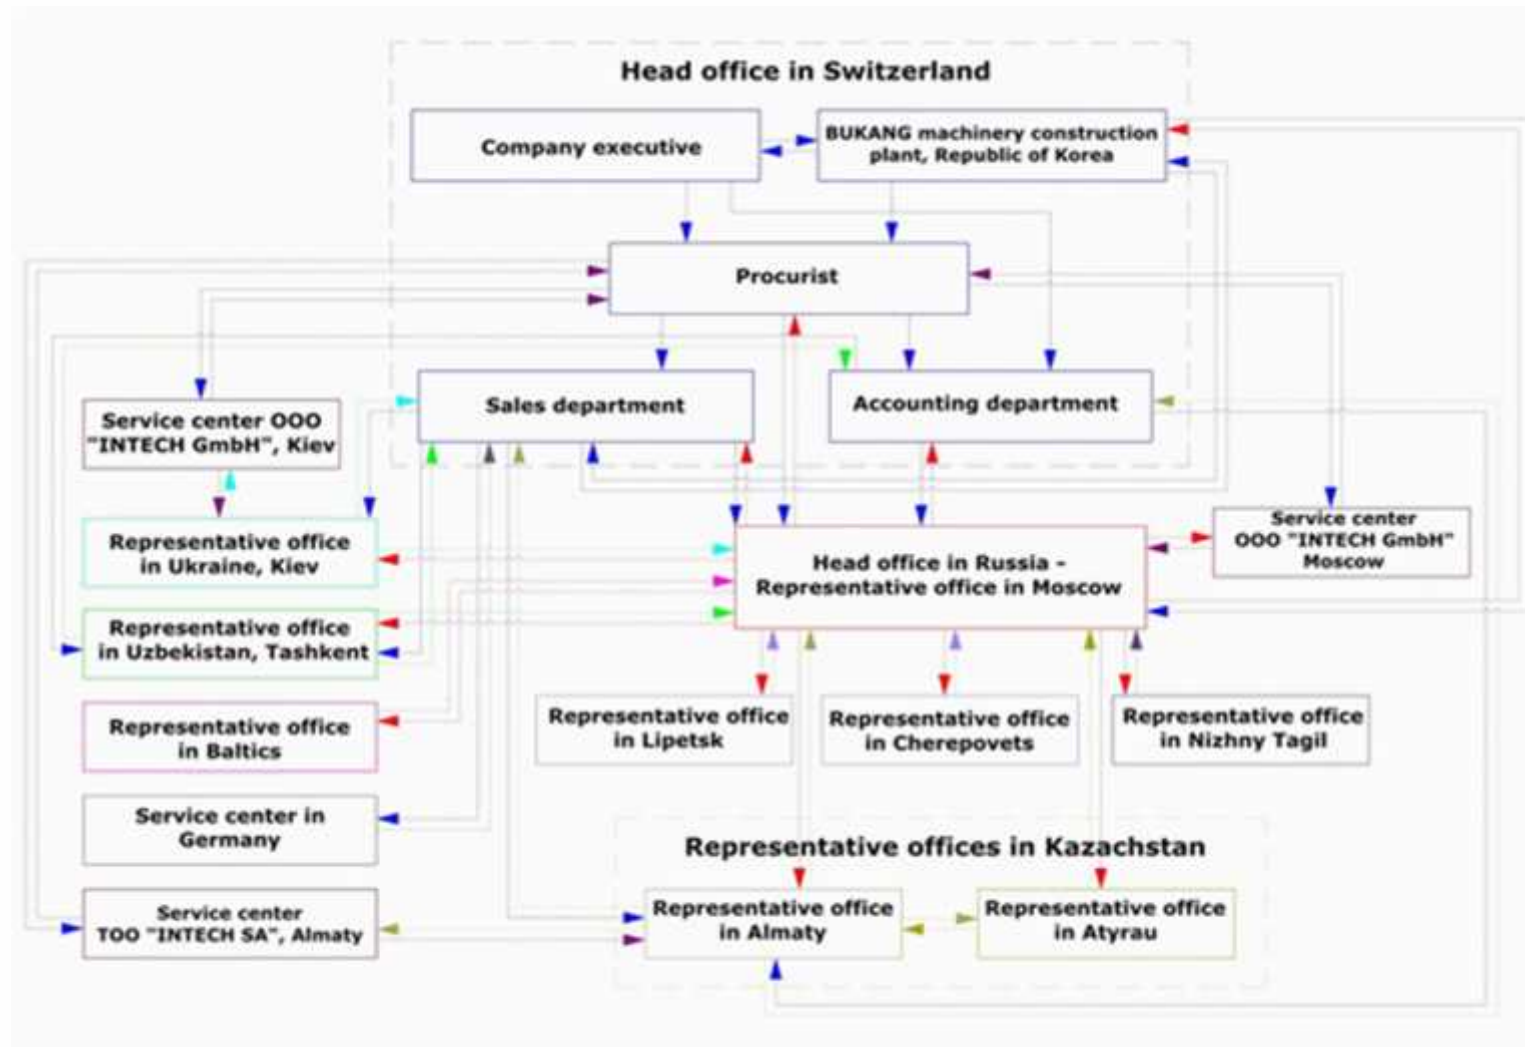 Head office in Switzerland
Company executive
BUKANG machinery construction
plant, Republic of Korea
Procurist
Sales department
Accounting department
Service center OOO
"INTECH GmbH", Kiev
Representative office
in Ukraine, Kiev
Service center
OOO "INTECH GmbH"
Moscow
Head office in Russia -
Representative office in Moscow
Representative office
in Uzbekistan, Tashkent
Representative office
in Baltics
Representative office
in Lipetsk
Representative office
in Cherepovets
Representative office
in Nizhny Tagil
Service center in
Germany
Representative offices in Kazachstan
Service center
TOO "INTECH SA", Almaty
Representative office
in Almaty
Representative office
in Atyrau